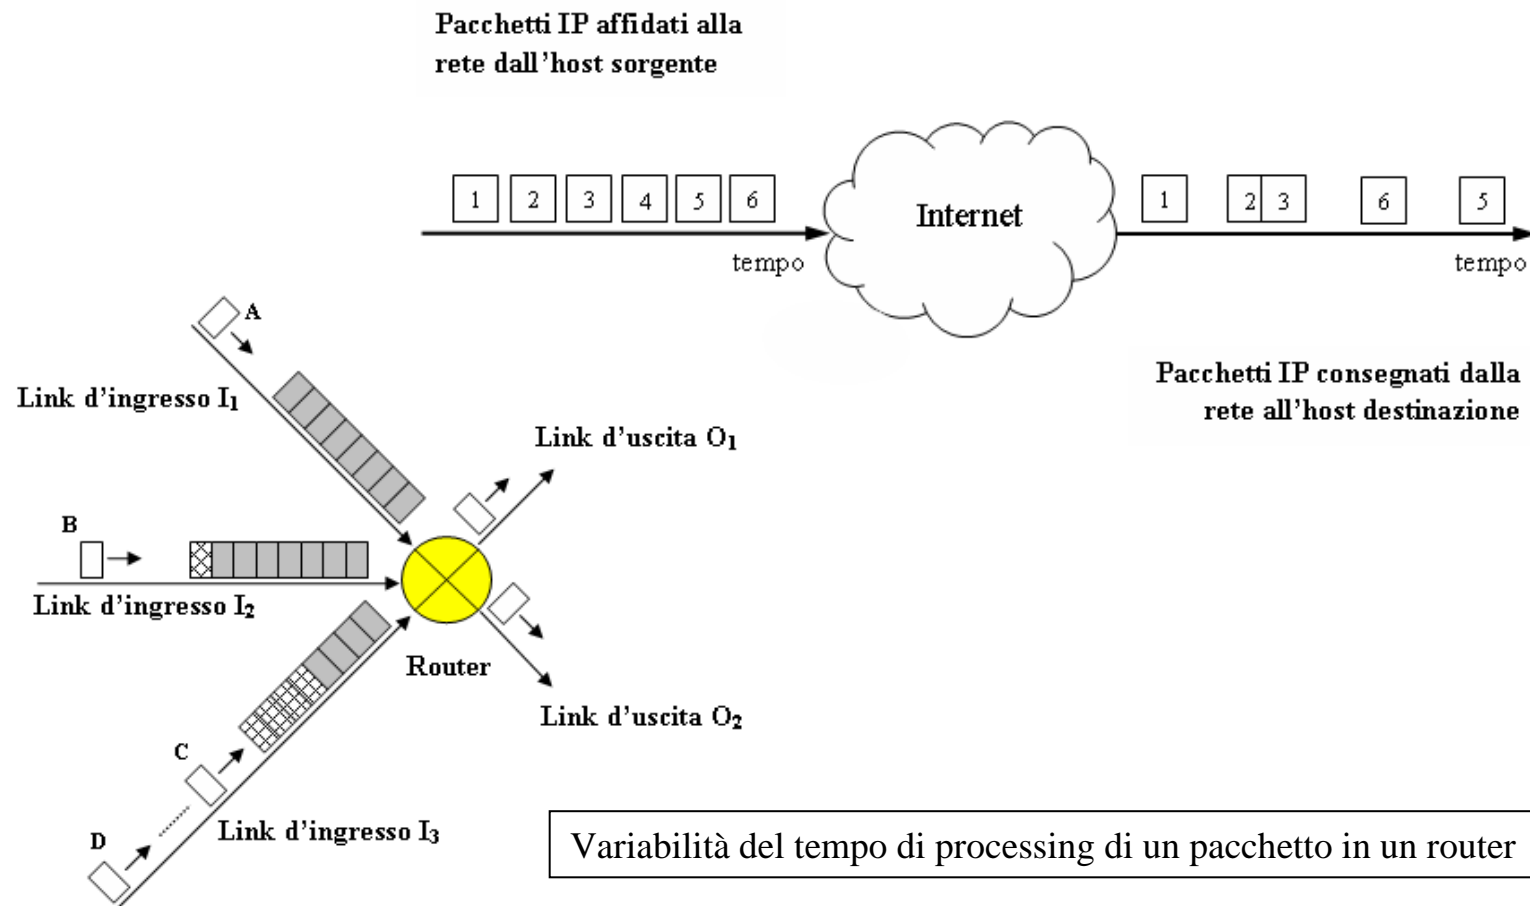 Pacchetti IP affidati alla
rete dall'host sorgente
1 2 3 4 5 6
Internet
1 2 3 6 5
tempo
tempo
A
Link d'ingresso I1
Pacchetti IP consegnati dalla
rete all'host destinazione
Link d'uscita O1
B
Link d'ingresso I2
Router
Link d'uscita O2
C
Link d'ingresso I3
D
Variabilità del tempo di processing di un pacchetto in un router